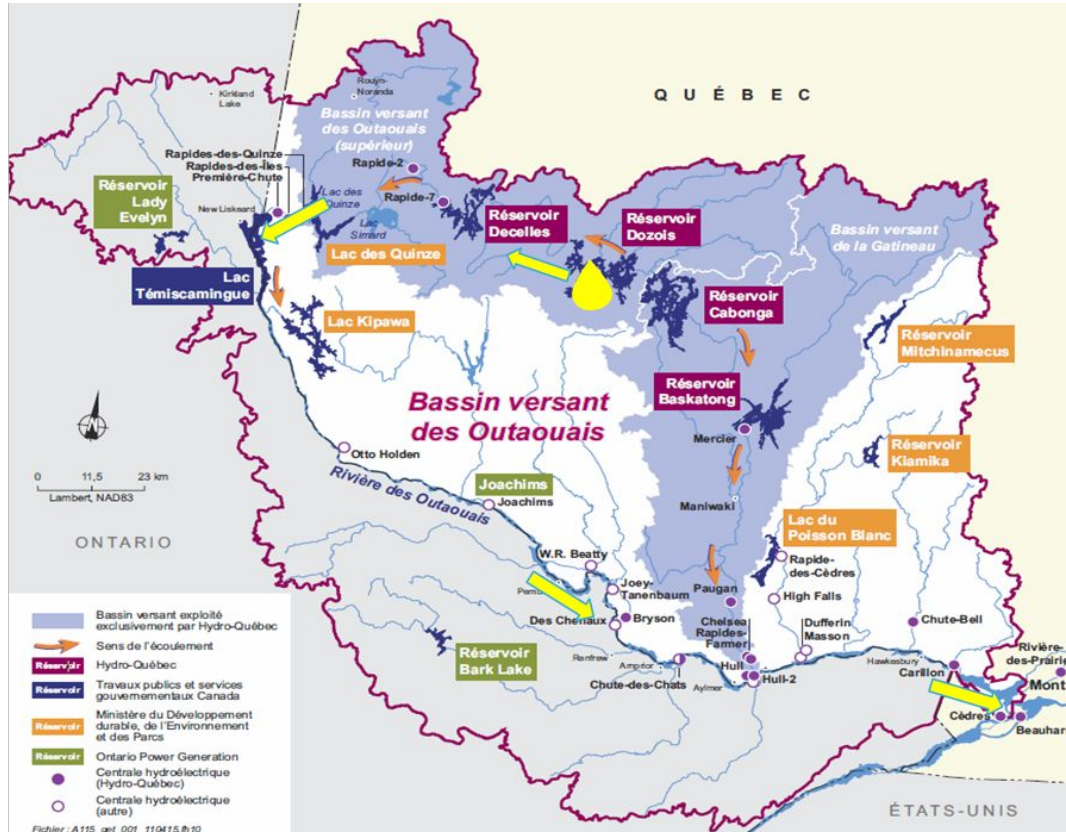 QUÉBEC
Kirkland
Lake
Rouyn-
Noranda
Bassin versant
des Outaouais
(supérieur)
Rapides-des-Quinze
Rapides-des-Îles
Première-Chute
Rapide-2
Rapide-7
Réservoir
Lady
Evelyn
New Liskeard
Lac des
Quinze
Lac
Simard
Réservoir
Decelles
Réservoir
Dozois
Bassin versant
de la Gatineau
Lac des Quinze
Lac
Témiscamingue
Lac Kipawa
Réservoir
Cabonga
Réservoir
Mitchinamecus
Réservoir
Baskatong
Bassin versant
des Outaouais
Mercier
Réservoir
Kiamika
0 11,5 23 km
Lambert, NAD83
Otto Holden
Rivière des Outaouais
Joachims
Joachims
Maniwaki
ONTARIO
Lac du
Poisson Blanc
W.R. Beatty
Rapide-
des-Cèdres
Joey-
Tanenbaum
Paugan
High Falls
Des Chenaux
Bryson
Chelsea
Rapides-
Farmer
Dufferin
Masson
Chute-Bell
Réservoir
Bark Lake
Renfrew
Arnprior
Chute-des-Chats
Hull
Aylmer
Hull-2
Hawkesbury
Carillon
Rivière-
des-Prairie
Mont
Cèdres
Beauhar
ÉTATS-UNIS
Bassin versant exploité
exclusivement par Hydro-Québec
Sens de l'écoulement
Réservoir Hydro-Québec
Réservoir Travaux publics et services
gouvernementaux Canada
Réservoir Ministère du Développement
durable, de l'Environnement
et des Parcs
Réservoir Ontario Power Generation
Centrale hydroélectrique
(Hydro-Québec)
Centrale hydroélectrique
(autre)
Fichier : A115_get_001_110415.fh10